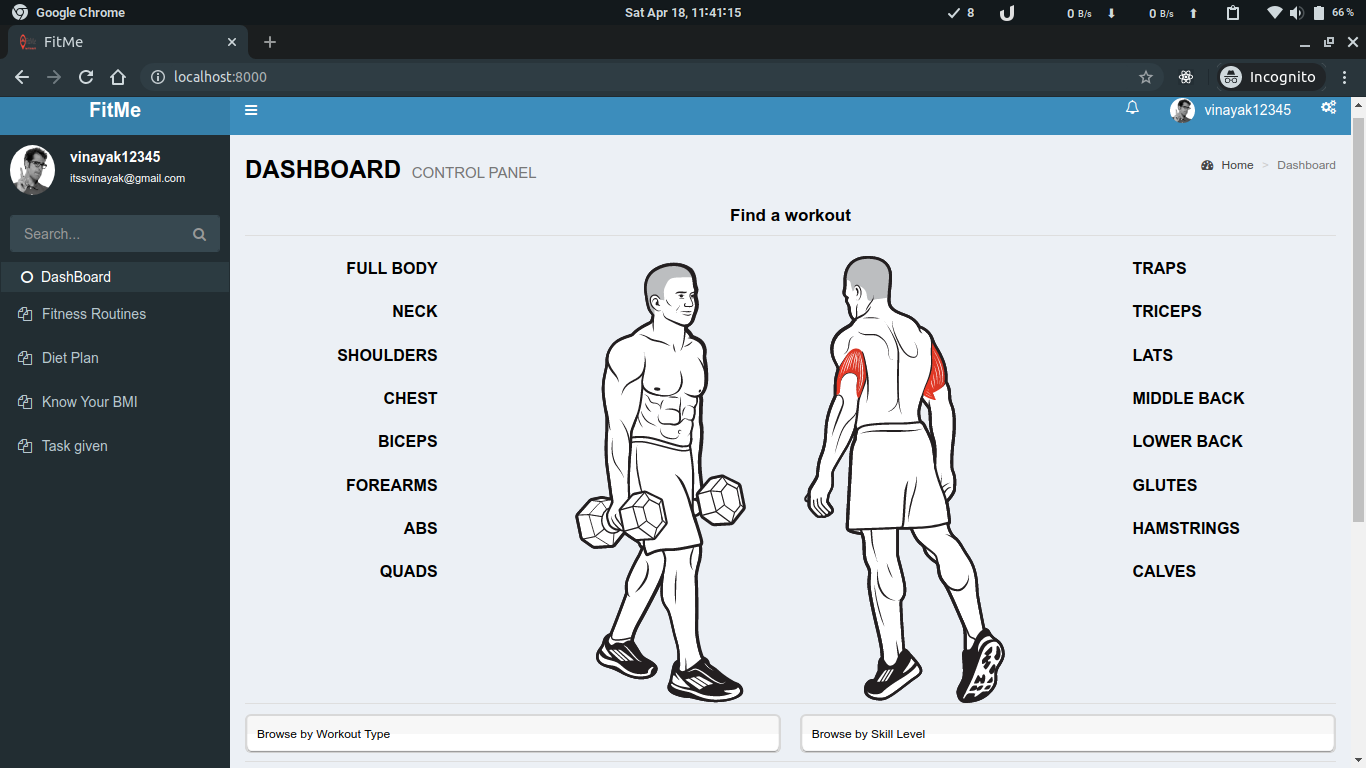 Google Chrome
Sat Apr 18, 11:41:15
8
0 B/s
0 B/s
66 %
FitMe
localhost:8000
Incognito
FitMe
vinayak12345
vinayak12345
itssvinayak@gmail.com
Search...
DashBoard
Fitness Routines
Diet Plan
Know Your BMI
Task given
DASHBOARD CONTROL PANEL
Home > Dashboard
Find a workout
FULL BODY
NECK
SHOULDERS
CHEST
BICEPS
FOREARMS
ABS
QUADS
TRAPS
TRICEPS
LATS
MIDDLE BACK
LOWER BACK
GLUTES
HAMSTRINGS
CALVES
Browse by Workout Type
Browse by Skill Level